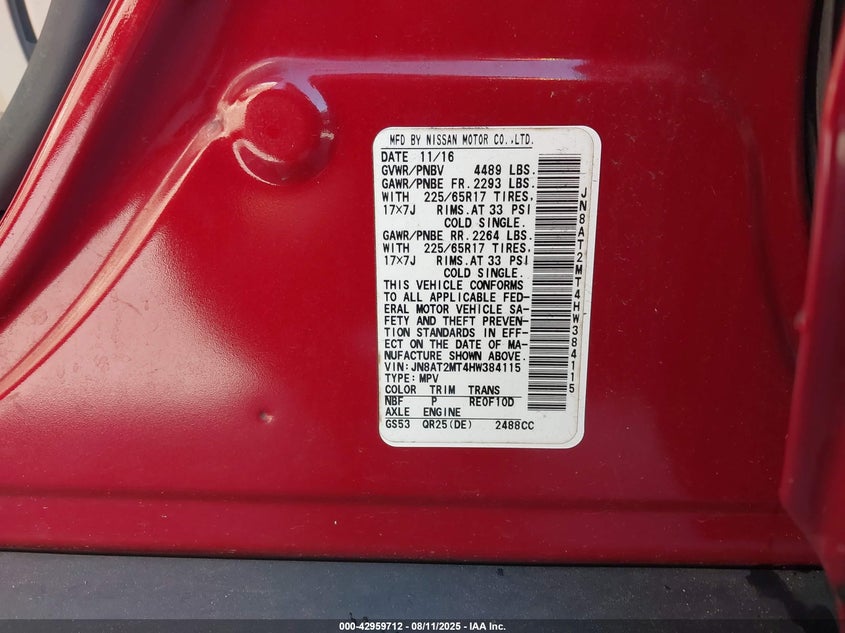 MFD BY NISSAN MOTOR CO.,LTD.
DATE 11/16
GVWR/PNBV 4489 LBS.
GAWR/PNBE FR. 2293 LBS.
WITH 225/65R17 TIRES,
17×7J RIMS.AT 33 PSI
COLD SINGLE.
GAWR/PNBE RR. 2264 LBS.
WITH 225/65R17 TIRES,
17×7J RIMS.AT 33 PSI
COLD SINGLE.
THIS VEHICLE CONFORMS
TO ALL APPLICABLE FED-
ERAL MOTOR VEHICLE SA-
FETY AND THEFT PREVEN-
TION STANDARDS IN EFF-
ECT ON THE DATE OF MA-
NUFACTURE SHOWN ABOVE.
VIN:JN8AT2MT4HW384115
TYPE:MPV
COLOR TRIM TRANS
NBF P RE0F10D
AXLE ENGINE
GS53 QR25(DE) 2488CC
JN8AT2MT4HW384115
000-42959712 - 08/11/2025 - IAA Inc.